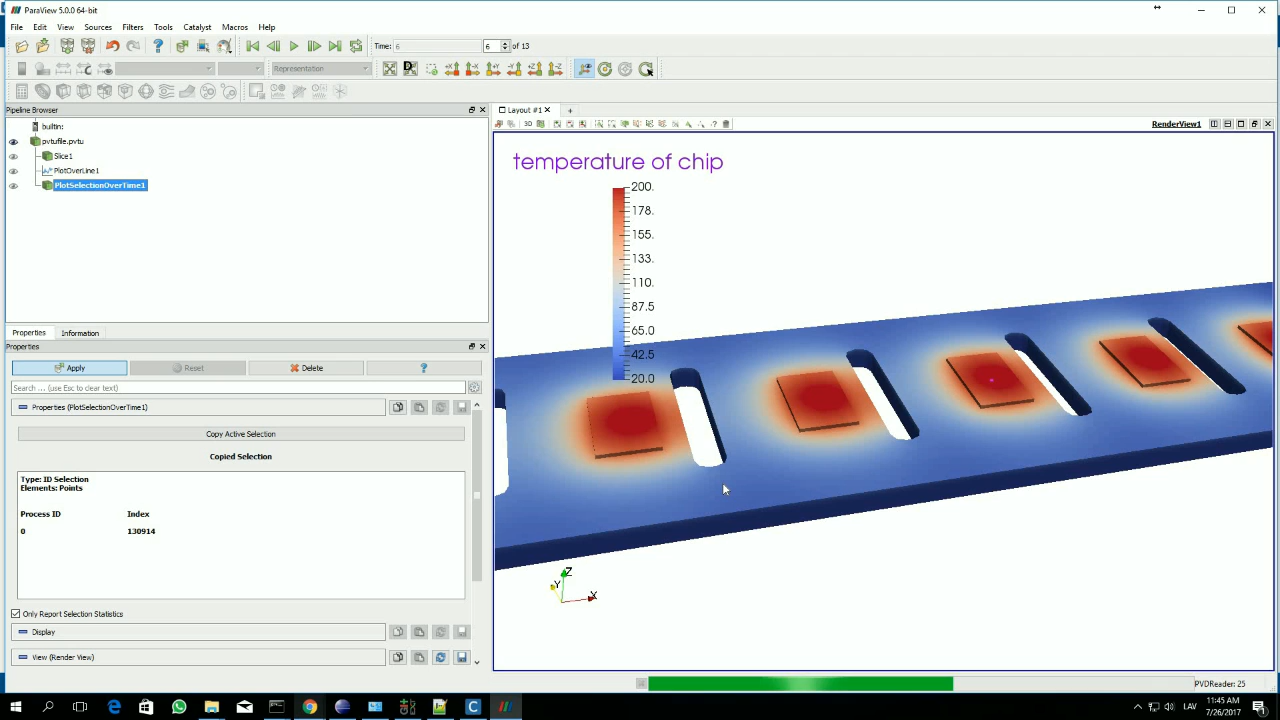 ParaView 5.0.0 64-bit
File Edit View Sources Filters Tools Catalyst Macros Help
Time: 6 6 of 13
Representation
Pipeline Browser
Layout #1
builtin:
3D
RenderView1
pvtufile.pvtu
Slice1
PlotOverLine1
PlotSelectionOverTime1
temperature of chip
200.
178.
155.
133.
110.
87.5
65.0
42.5
20.0
Properties Information
Properties
Apply Reset Delete ?
Search ... (use Esc to clear text)
Properties (PlotSelectionOverTime1)
Copy Active Selection
Copied Selection
Type: ID Selection
Elements: Points
Process ID Index
0 130914
Only Report Selection Statistics
Display
View (Render View)
Z
Y
X
PVDReader: 25
LAV
11:45 AM
7/26/2017